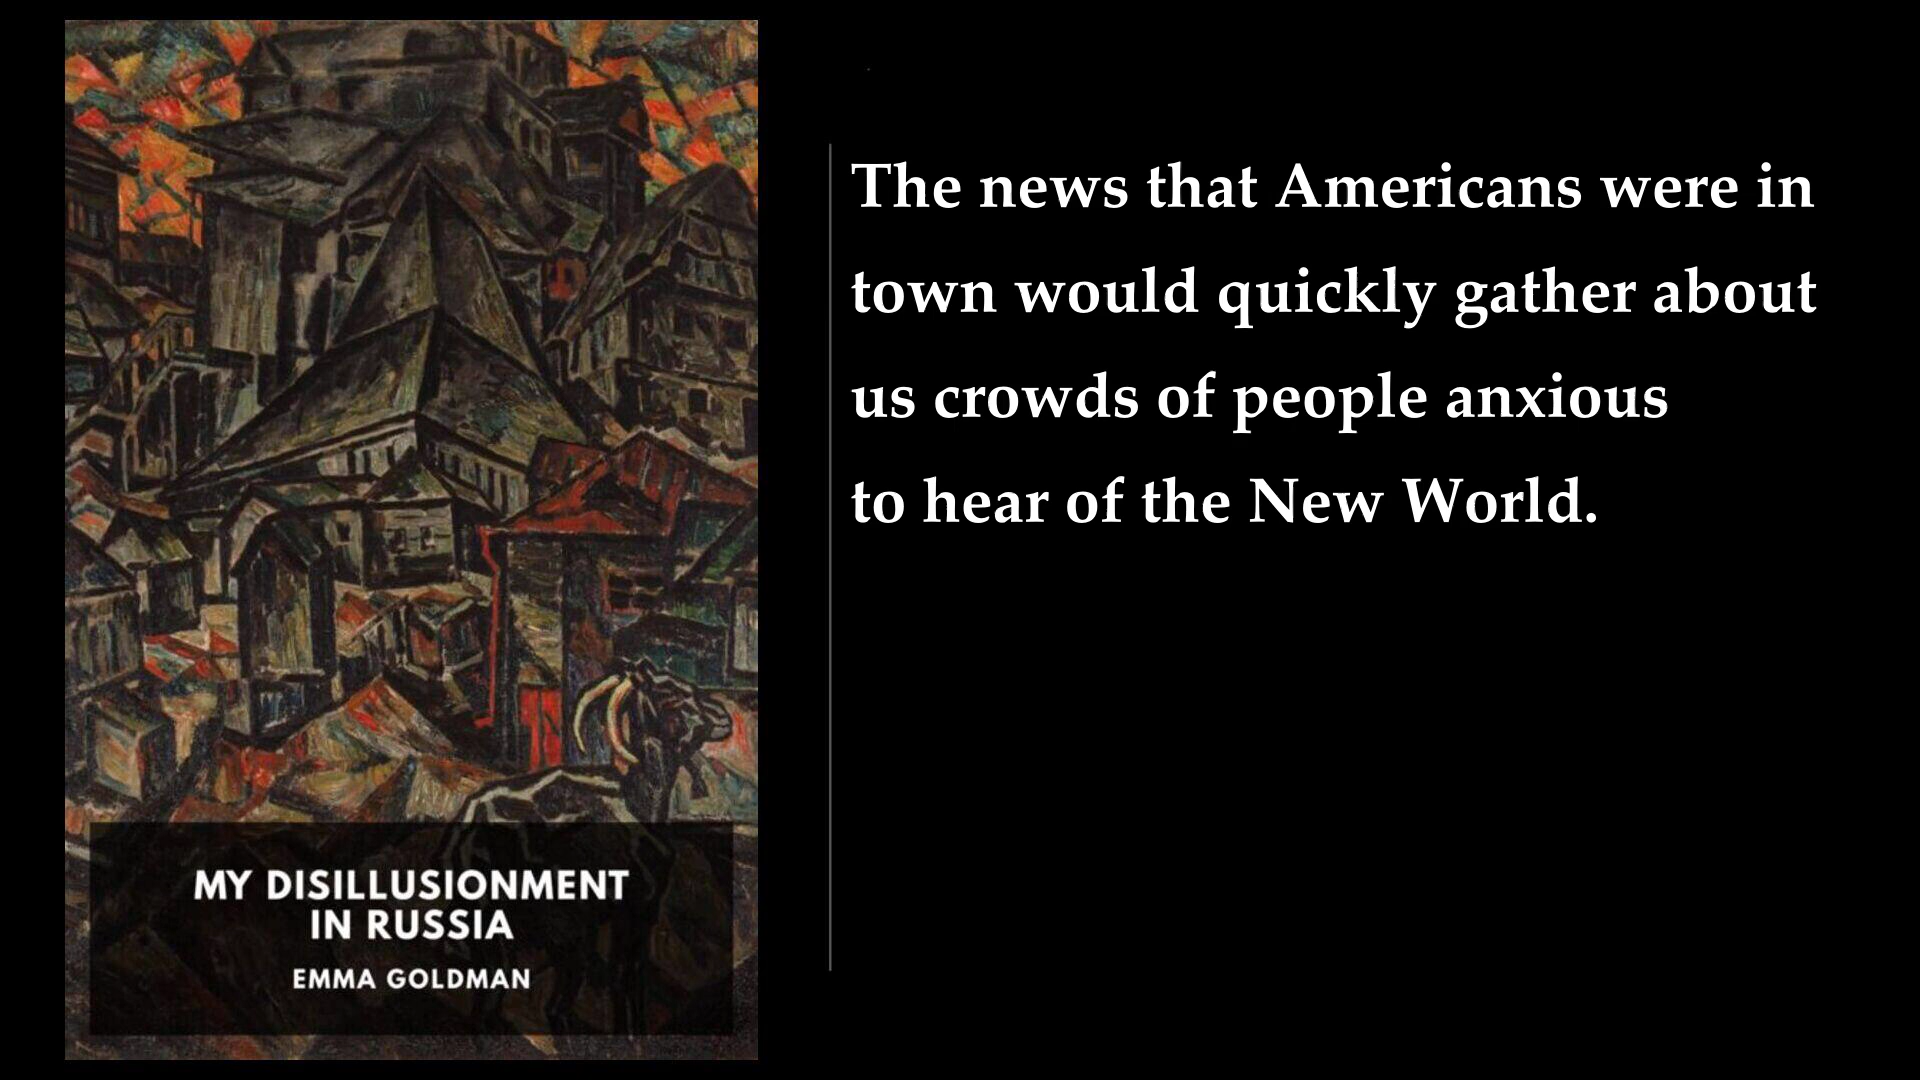 The news that Americans were in
town would quickly gather about
us crowds of people anxious
to hear of the New World.
MY DISILLUSIONMENT
IN RUSSIA
EMMA GOLDMAN